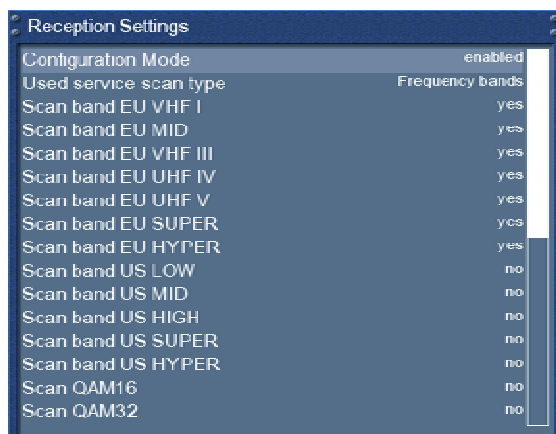 Reception Settings
Configuration Mode enabled
Used service scan type Frequency bands
Scan band EU VHF I yes
Scan band EU MID yes
Scan band EU VHF III yes
Scan band EU UHF IV yes
Scan band EU UHF V yes
Scan band EU SUPER yes
Scan band EU HYPER yes
Scan band US LOW no
Scan band US MID no
Scan band US HIGH no
Scan band US SUPER no
Scan band US HYPER no
Scan QAM16 no
Scan QAM32 no